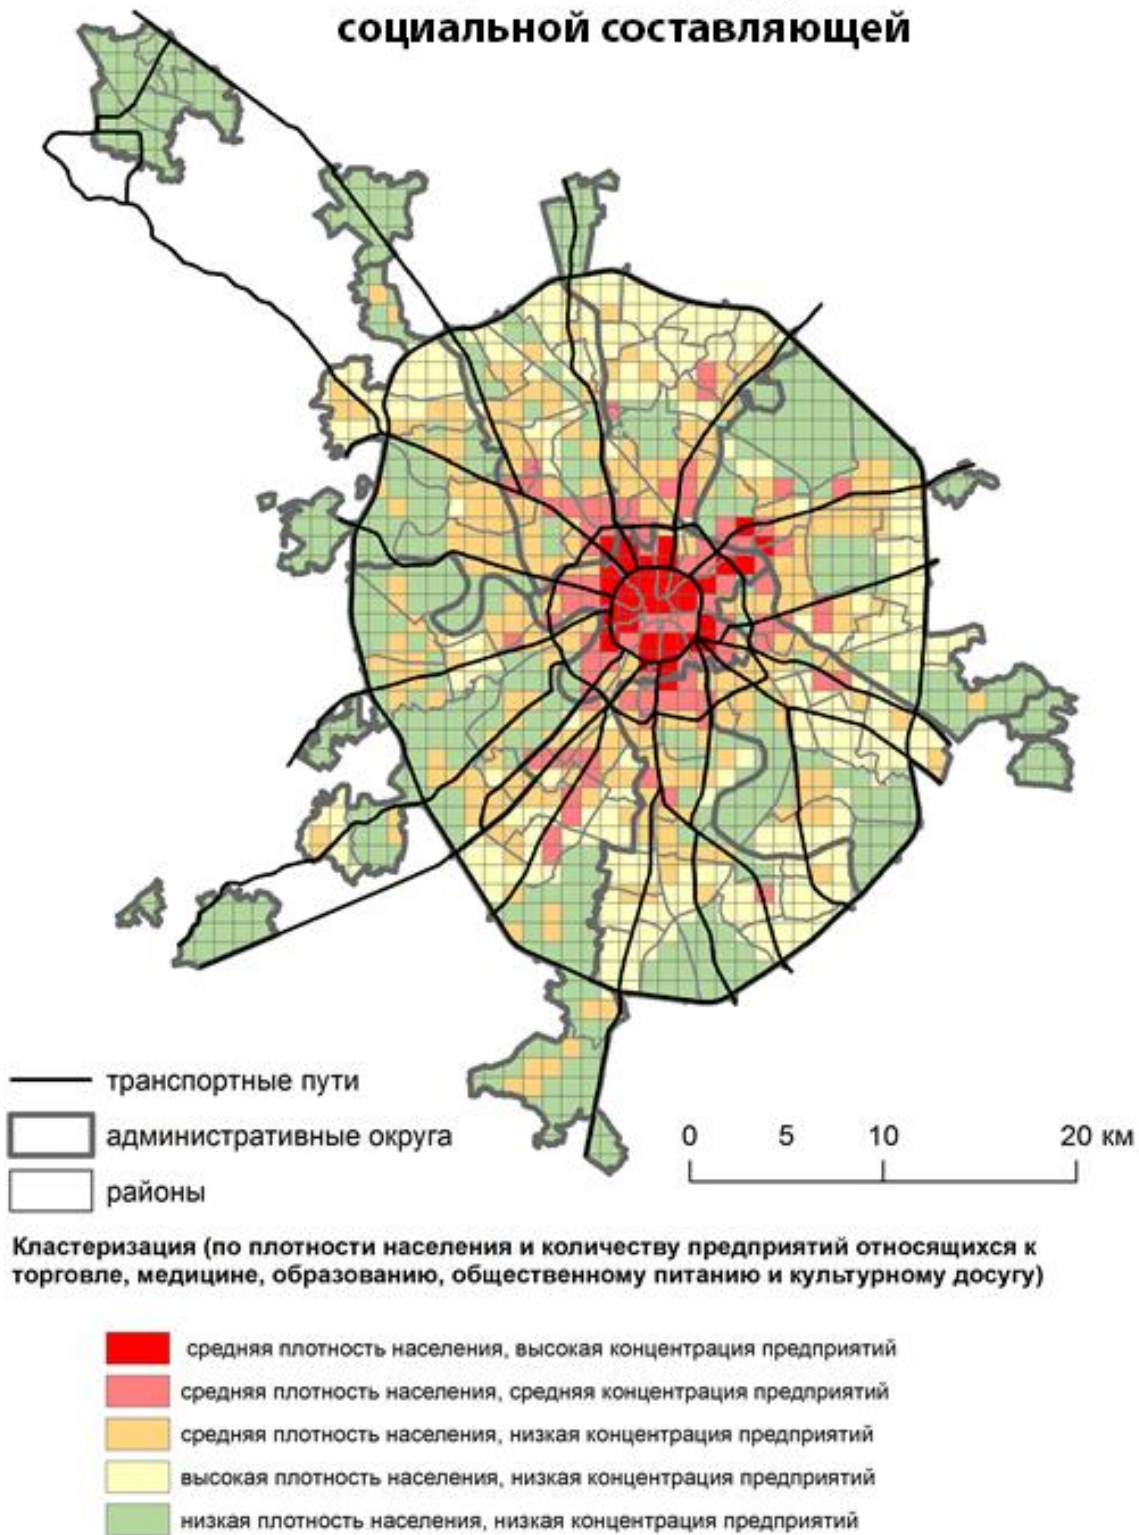 социальной составляющей
транспортные пути
административные округа
районы
0 5 10 20 км
Кластеризация (по плотности населения и количеству предприятий относящихся к
торговле, медицине, образованию, общественному питанию и культурному досугу)
средняя плотность населения, высокая концентрация предприятий
средняя плотность населения, средняя концентрация предприятий
средняя плотность населения, низкая концентрация предприятий
высокая плотность населения, низкая концентрация предприятий
низкая плотность населения, низкая концентрация предприятий